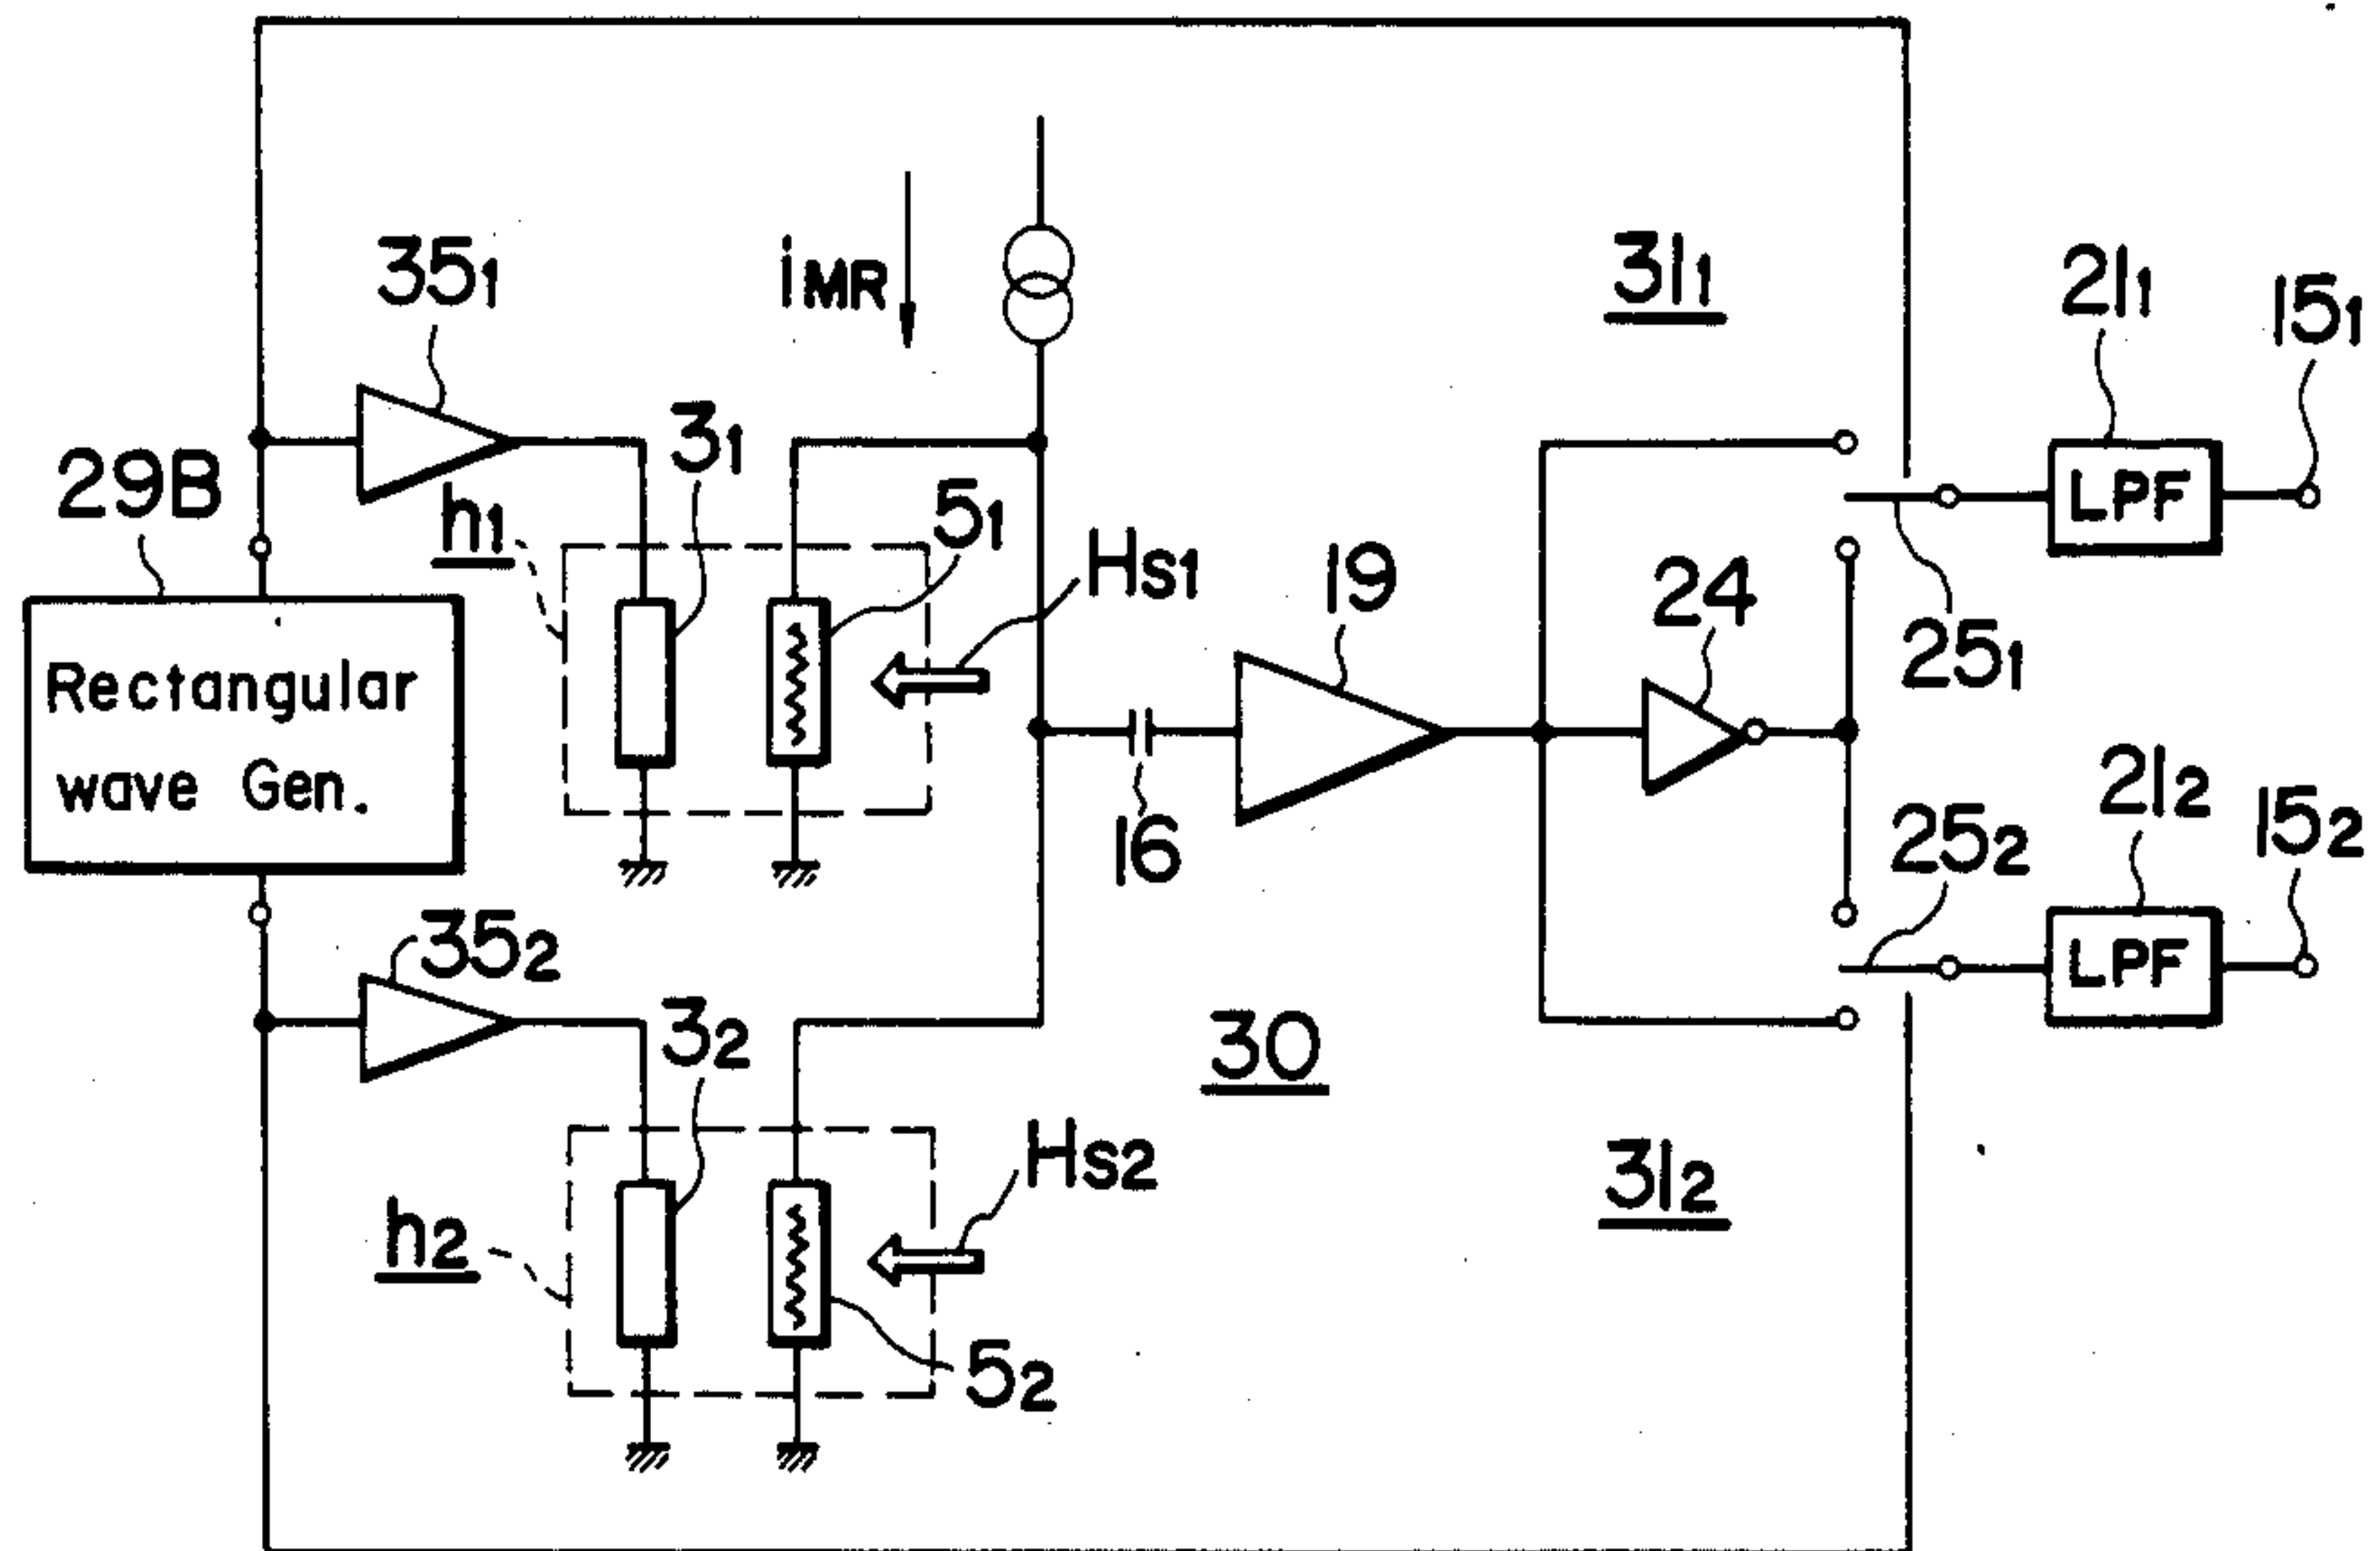 35₁
iMR
31₁
21₁
15₁
29B
h₁
3₁
5₁
Hs1
19
24
25₁
LPF
Rectangular
wave Gen.
16
35₂
25₂
21₂
15₂
LPF
3₂
30
h₂
Hs2
31₂
5₂